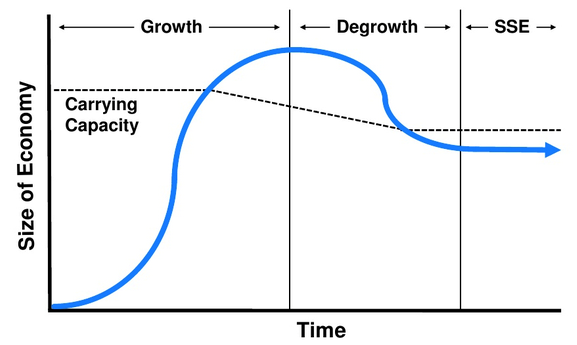 Growth
Degrowth
SSE
Carrying
Capacity
Size of Economy
Time